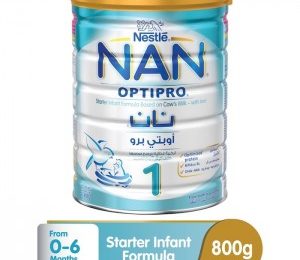 Nestlé
NAN
OPTIPRO
Starter Infant Formula Based on Cow's Milk - with Iron
نان
أوبتي برو
1
From
0-6
Months
Starter Infant
Formula
800g